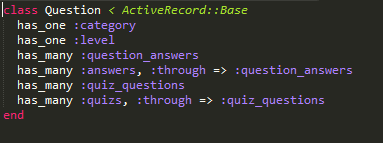 class Question < ActiveRecord::Base
  has_one :category
  has_one :level
  has_many :question_answers
  has_many :answers, :through => :question_answers
  has_many :quiz_questions
  has_many :quizs, :through => :quiz_questions
end